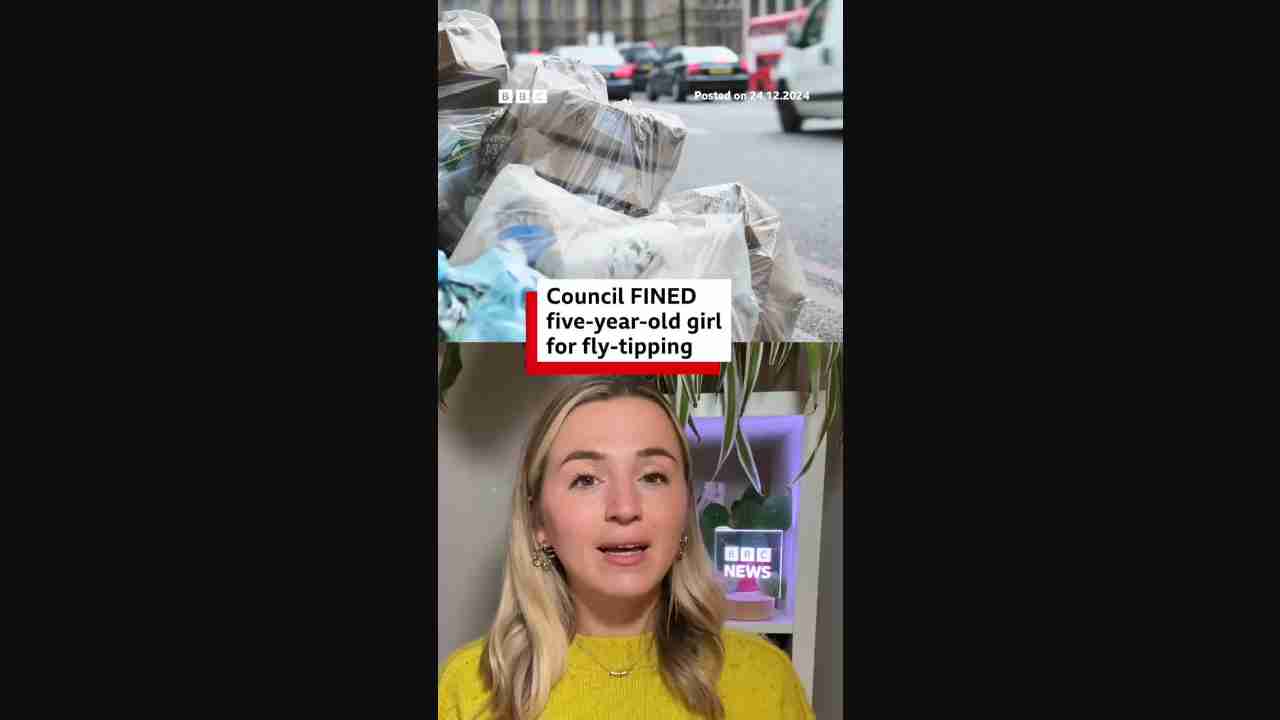 BBC
Posted on 24.12.2024
Council FINED
five-year-old girl
for fly-tipping
BBC
NEWS